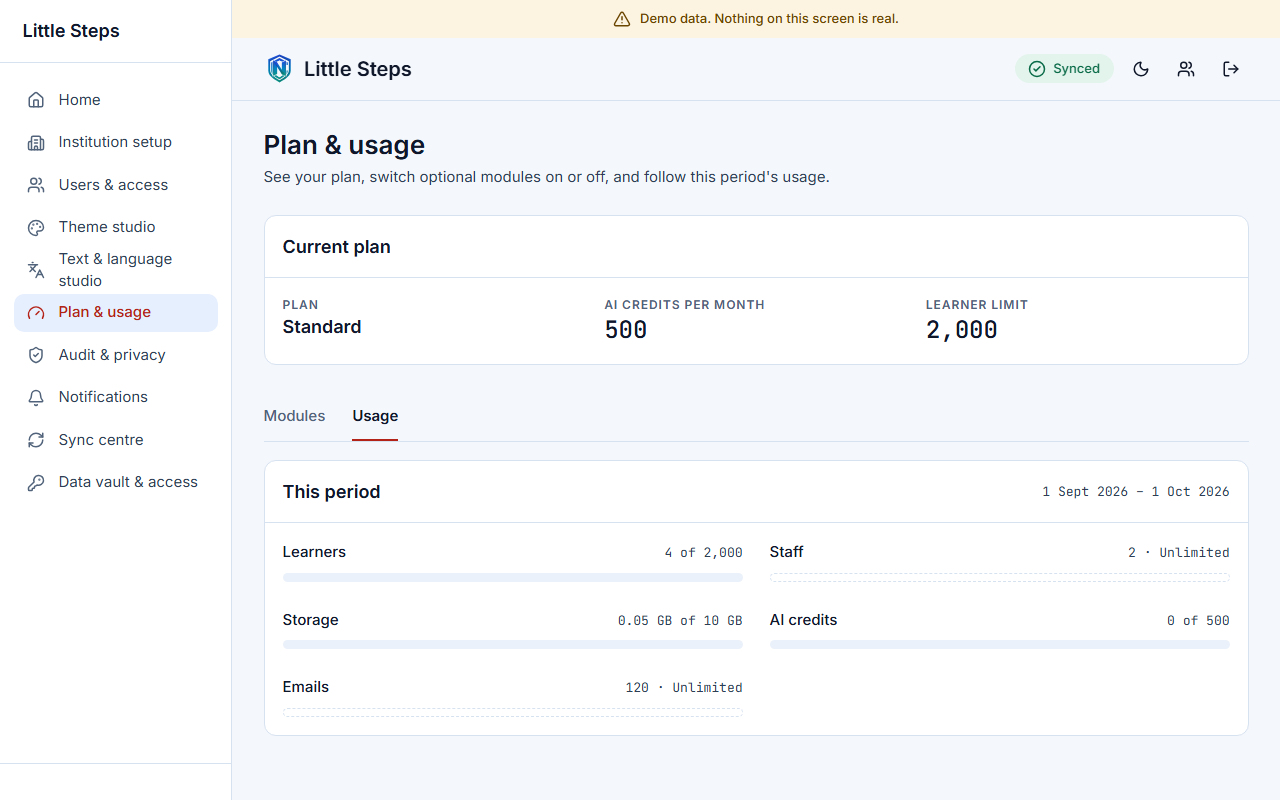 Little Steps
Home
Institution setup
Users & access
Theme studio
Text & language
studio
Plan & usage
Audit & privacy
Notifications
Sync centre
Data vault & access
Demo data. Nothing on this screen is real.
Little Steps
Synced
Plan & usage
See your plan, switch optional modules on or off, and follow this period's usage.
Current plan
PLAN
Standard
AI CREDITS PER MONTH
500
LEARNER LIMIT
2,000
Modules
Usage
This period
1 Sept 2026 – 1 Oct 2026
Learners
4 of 2,000
Staff
2 · Unlimited
Storage
0.05 GB of 10 GB
AI credits
0 of 500
Emails
120 · Unlimited